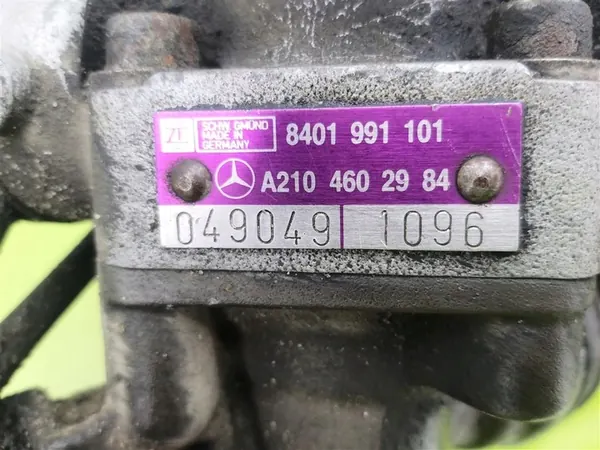 ZF SCHW. GMÜND
MADE IN
GERMANY
8401 991 101
A210 460 29 84
049049 1096